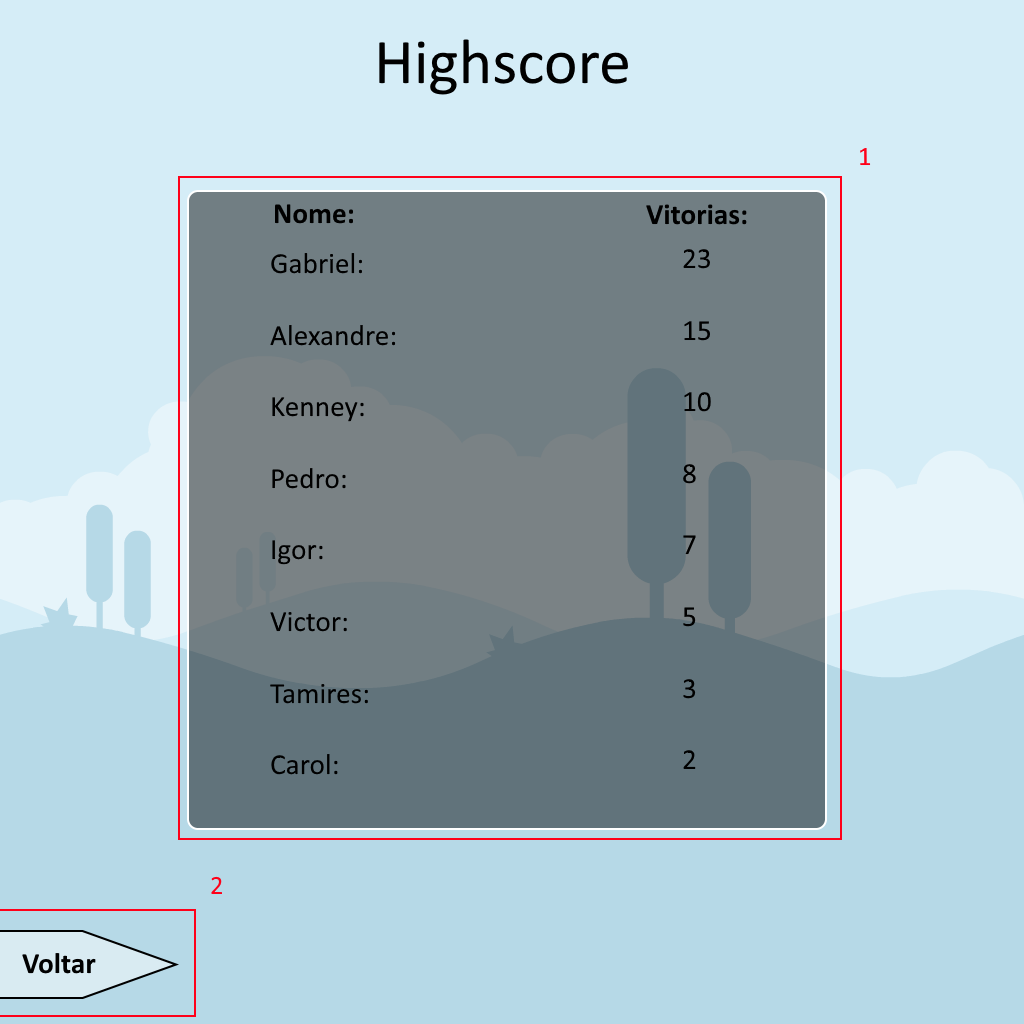 Highscore
1
Nome: Vitorias:
Gabriel: 23
Alexandre: 15
Kenney: 10
Pedro: 8
Igor: 7
Victor: 5
Tamires: 3
Carol: 2
2
Voltar